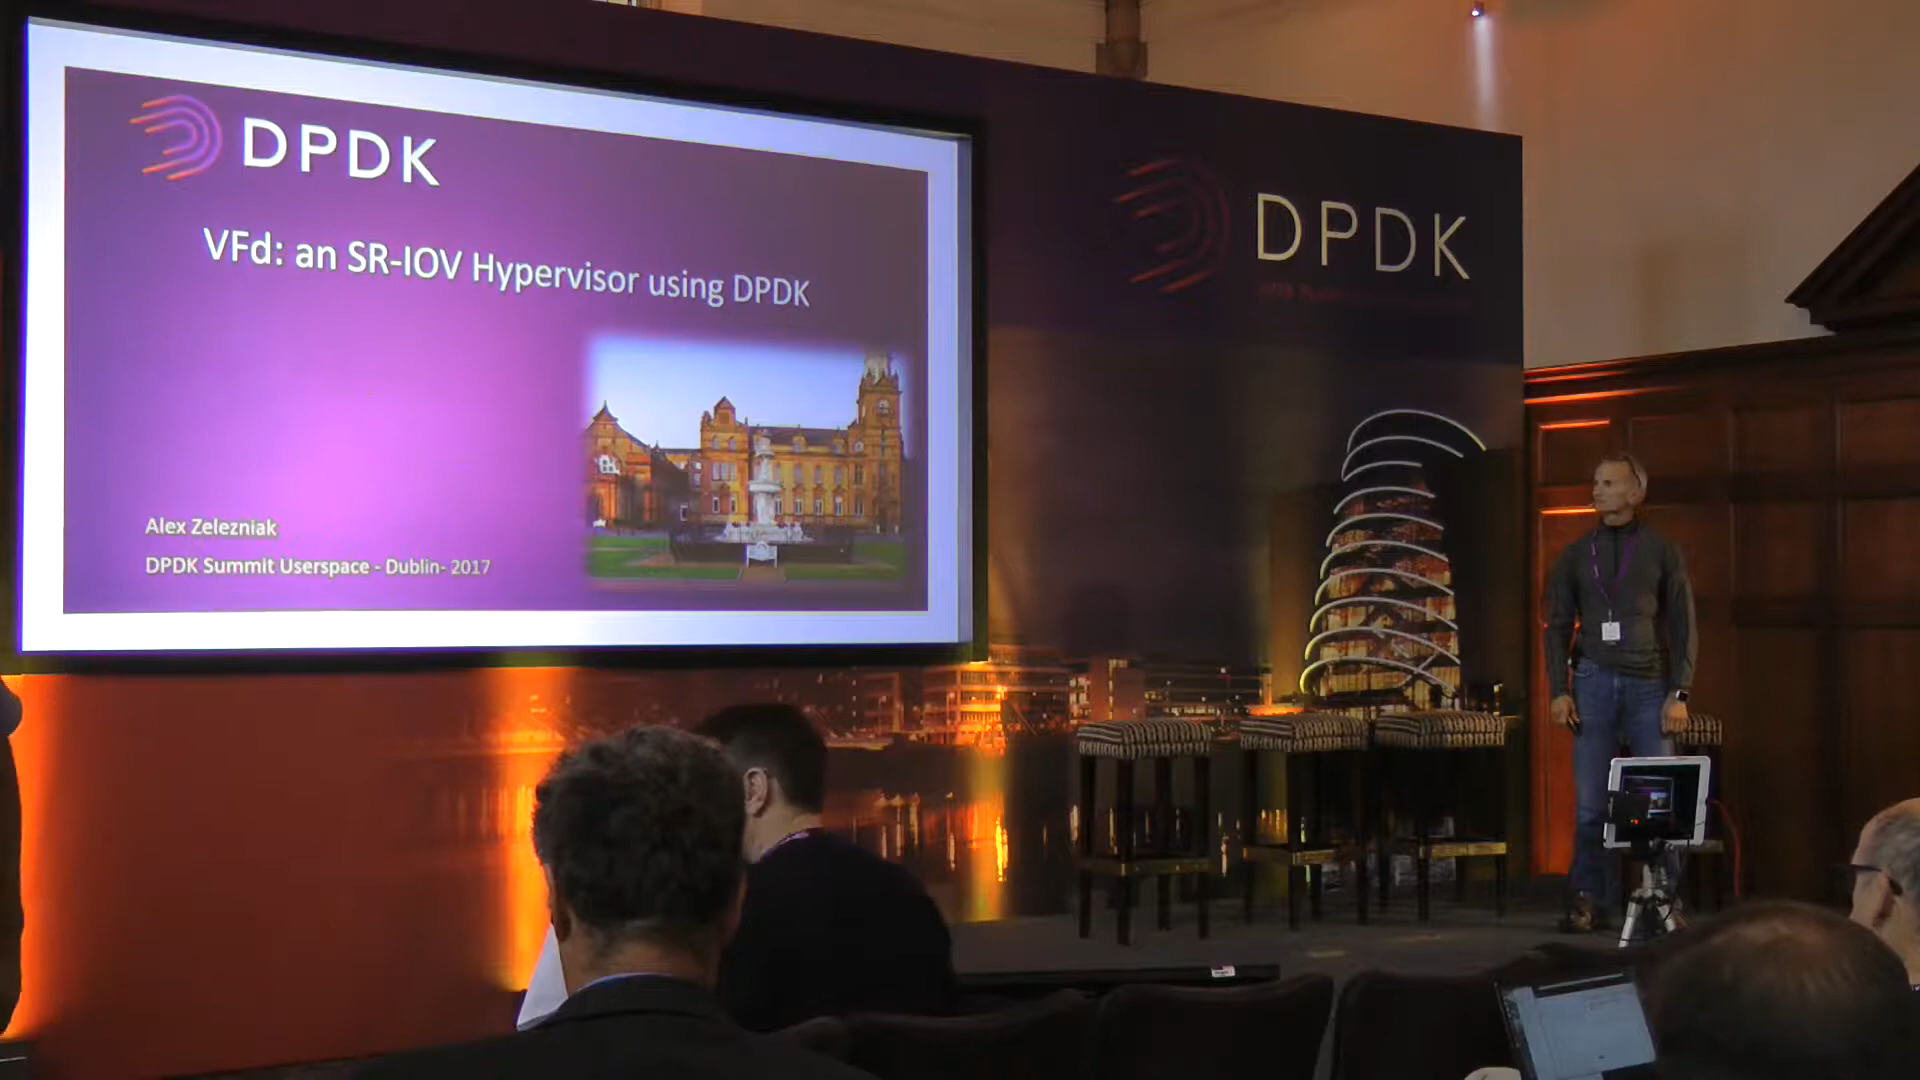 DPDK
VFd: an SR-IOV Hypervisor using DPDK
Alex Zelezniak
DPDK Summit Userspace - Dublin- 2017
DPDK